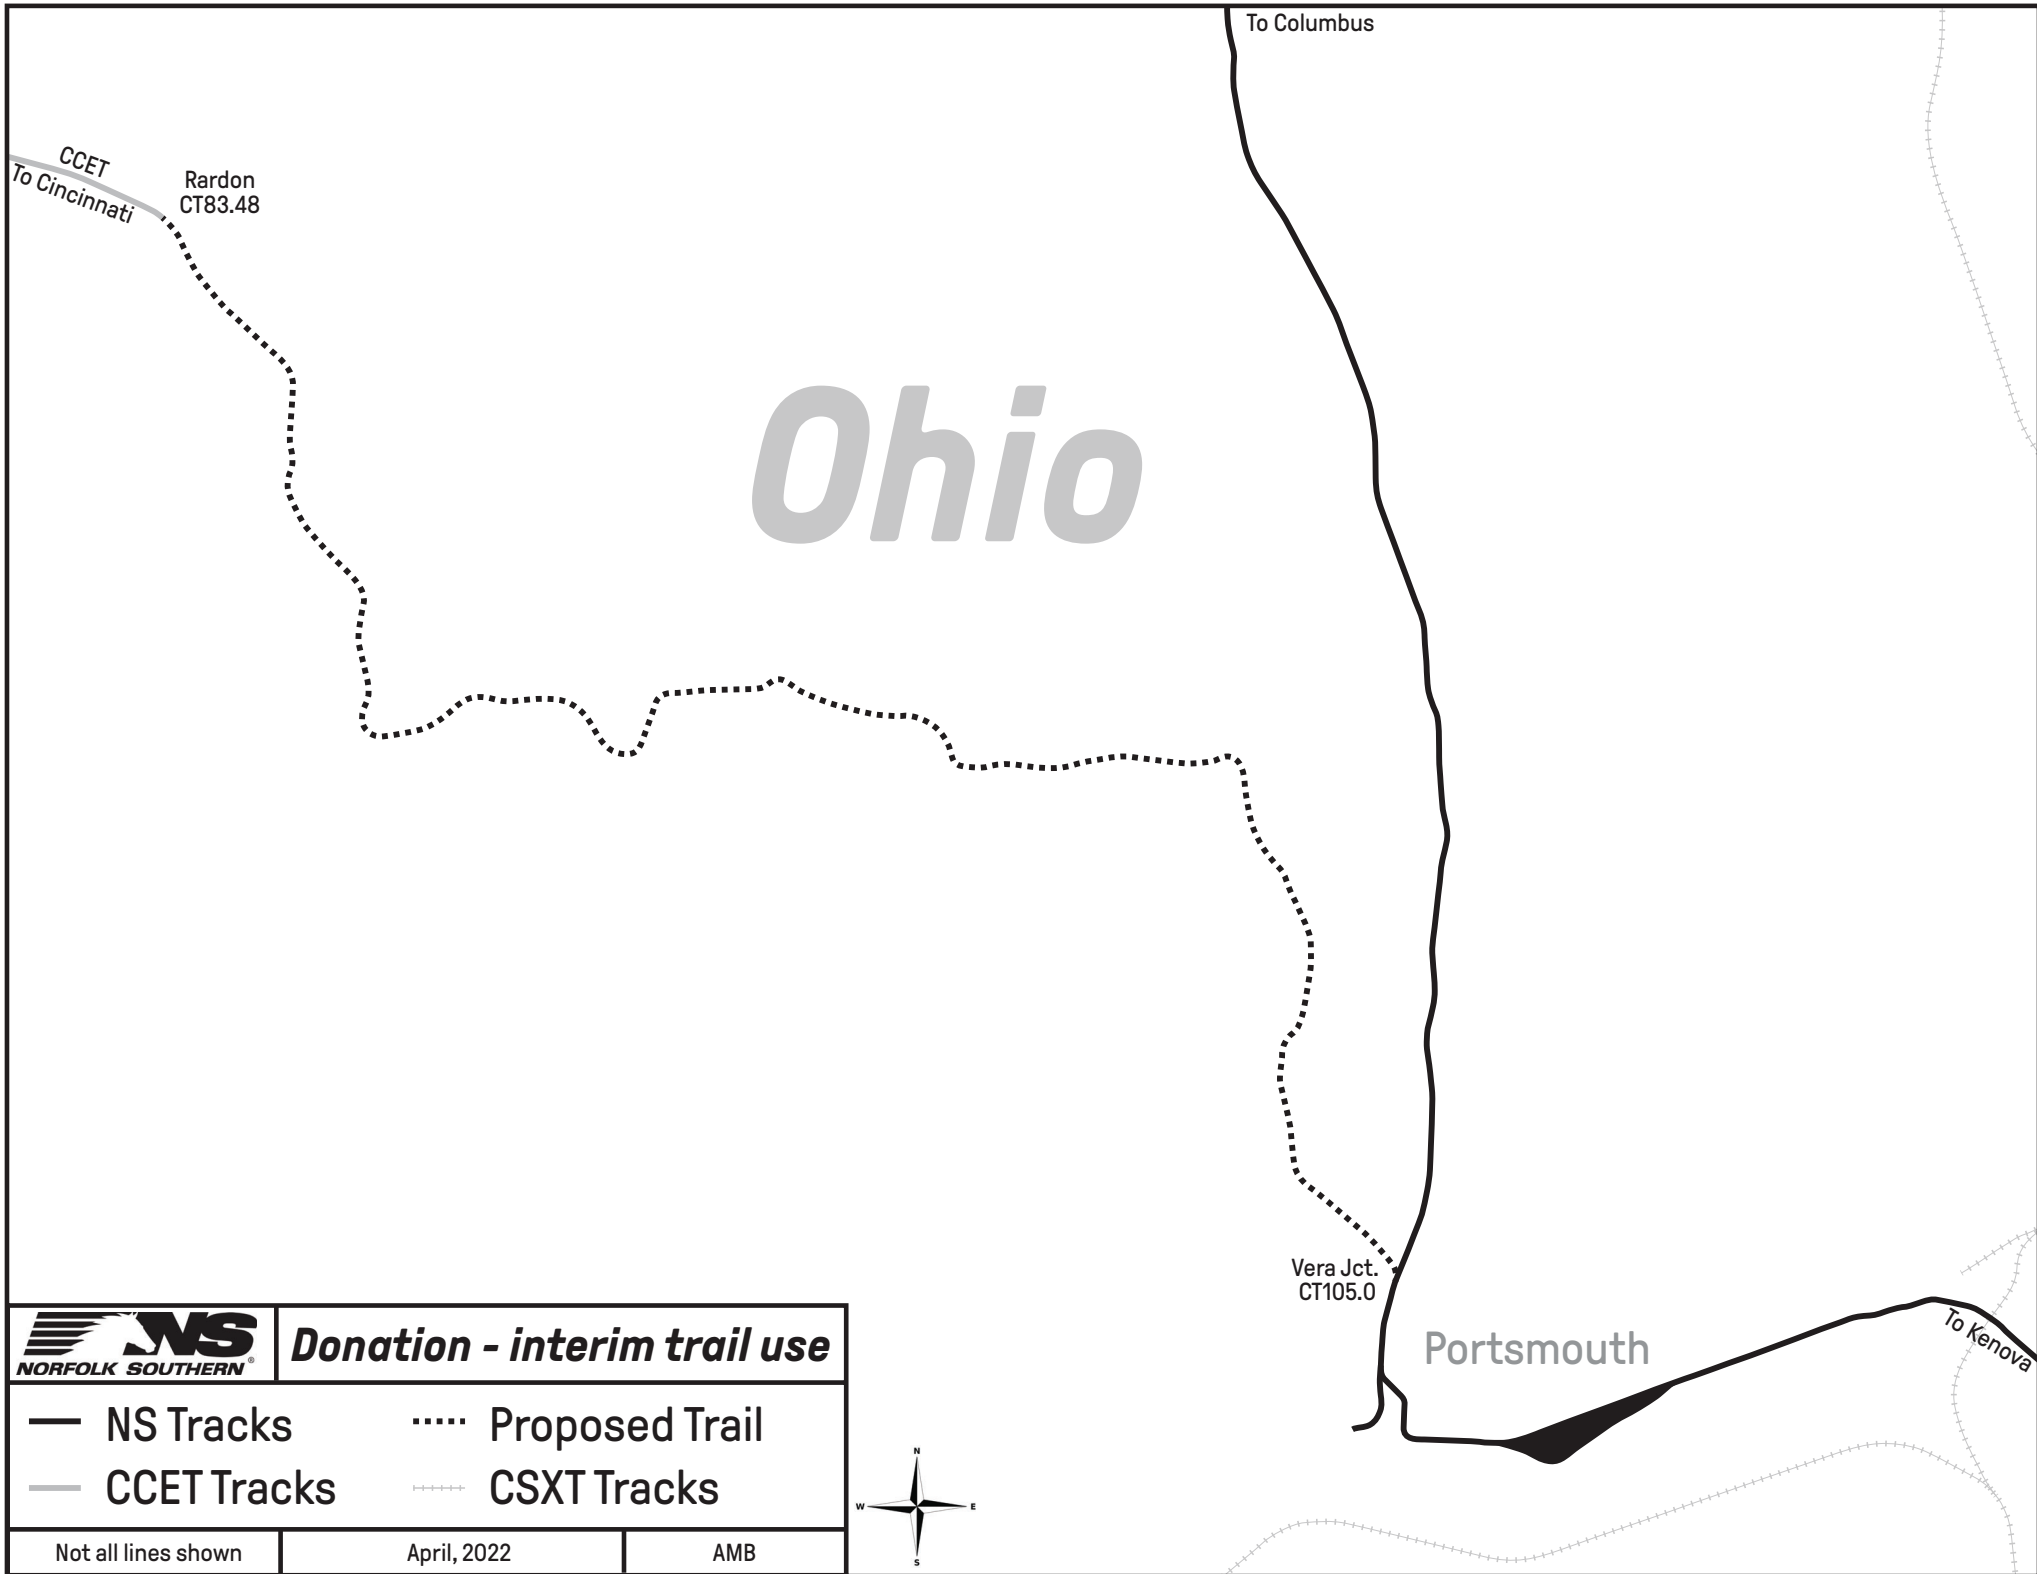 To Columbus
CCET
To Cincinnati
Rardon
CT83.48
Ohio
Vera Jct.
CT105.0
Portsmouth
To Kenova
NS
NORFOLK SOUTHERN®
Donation - interim trail use
NS Tracks
Proposed Trail
CCET Tracks
CSXT Tracks
Not all lines shown
April, 2022
AMB
N
W
E
S